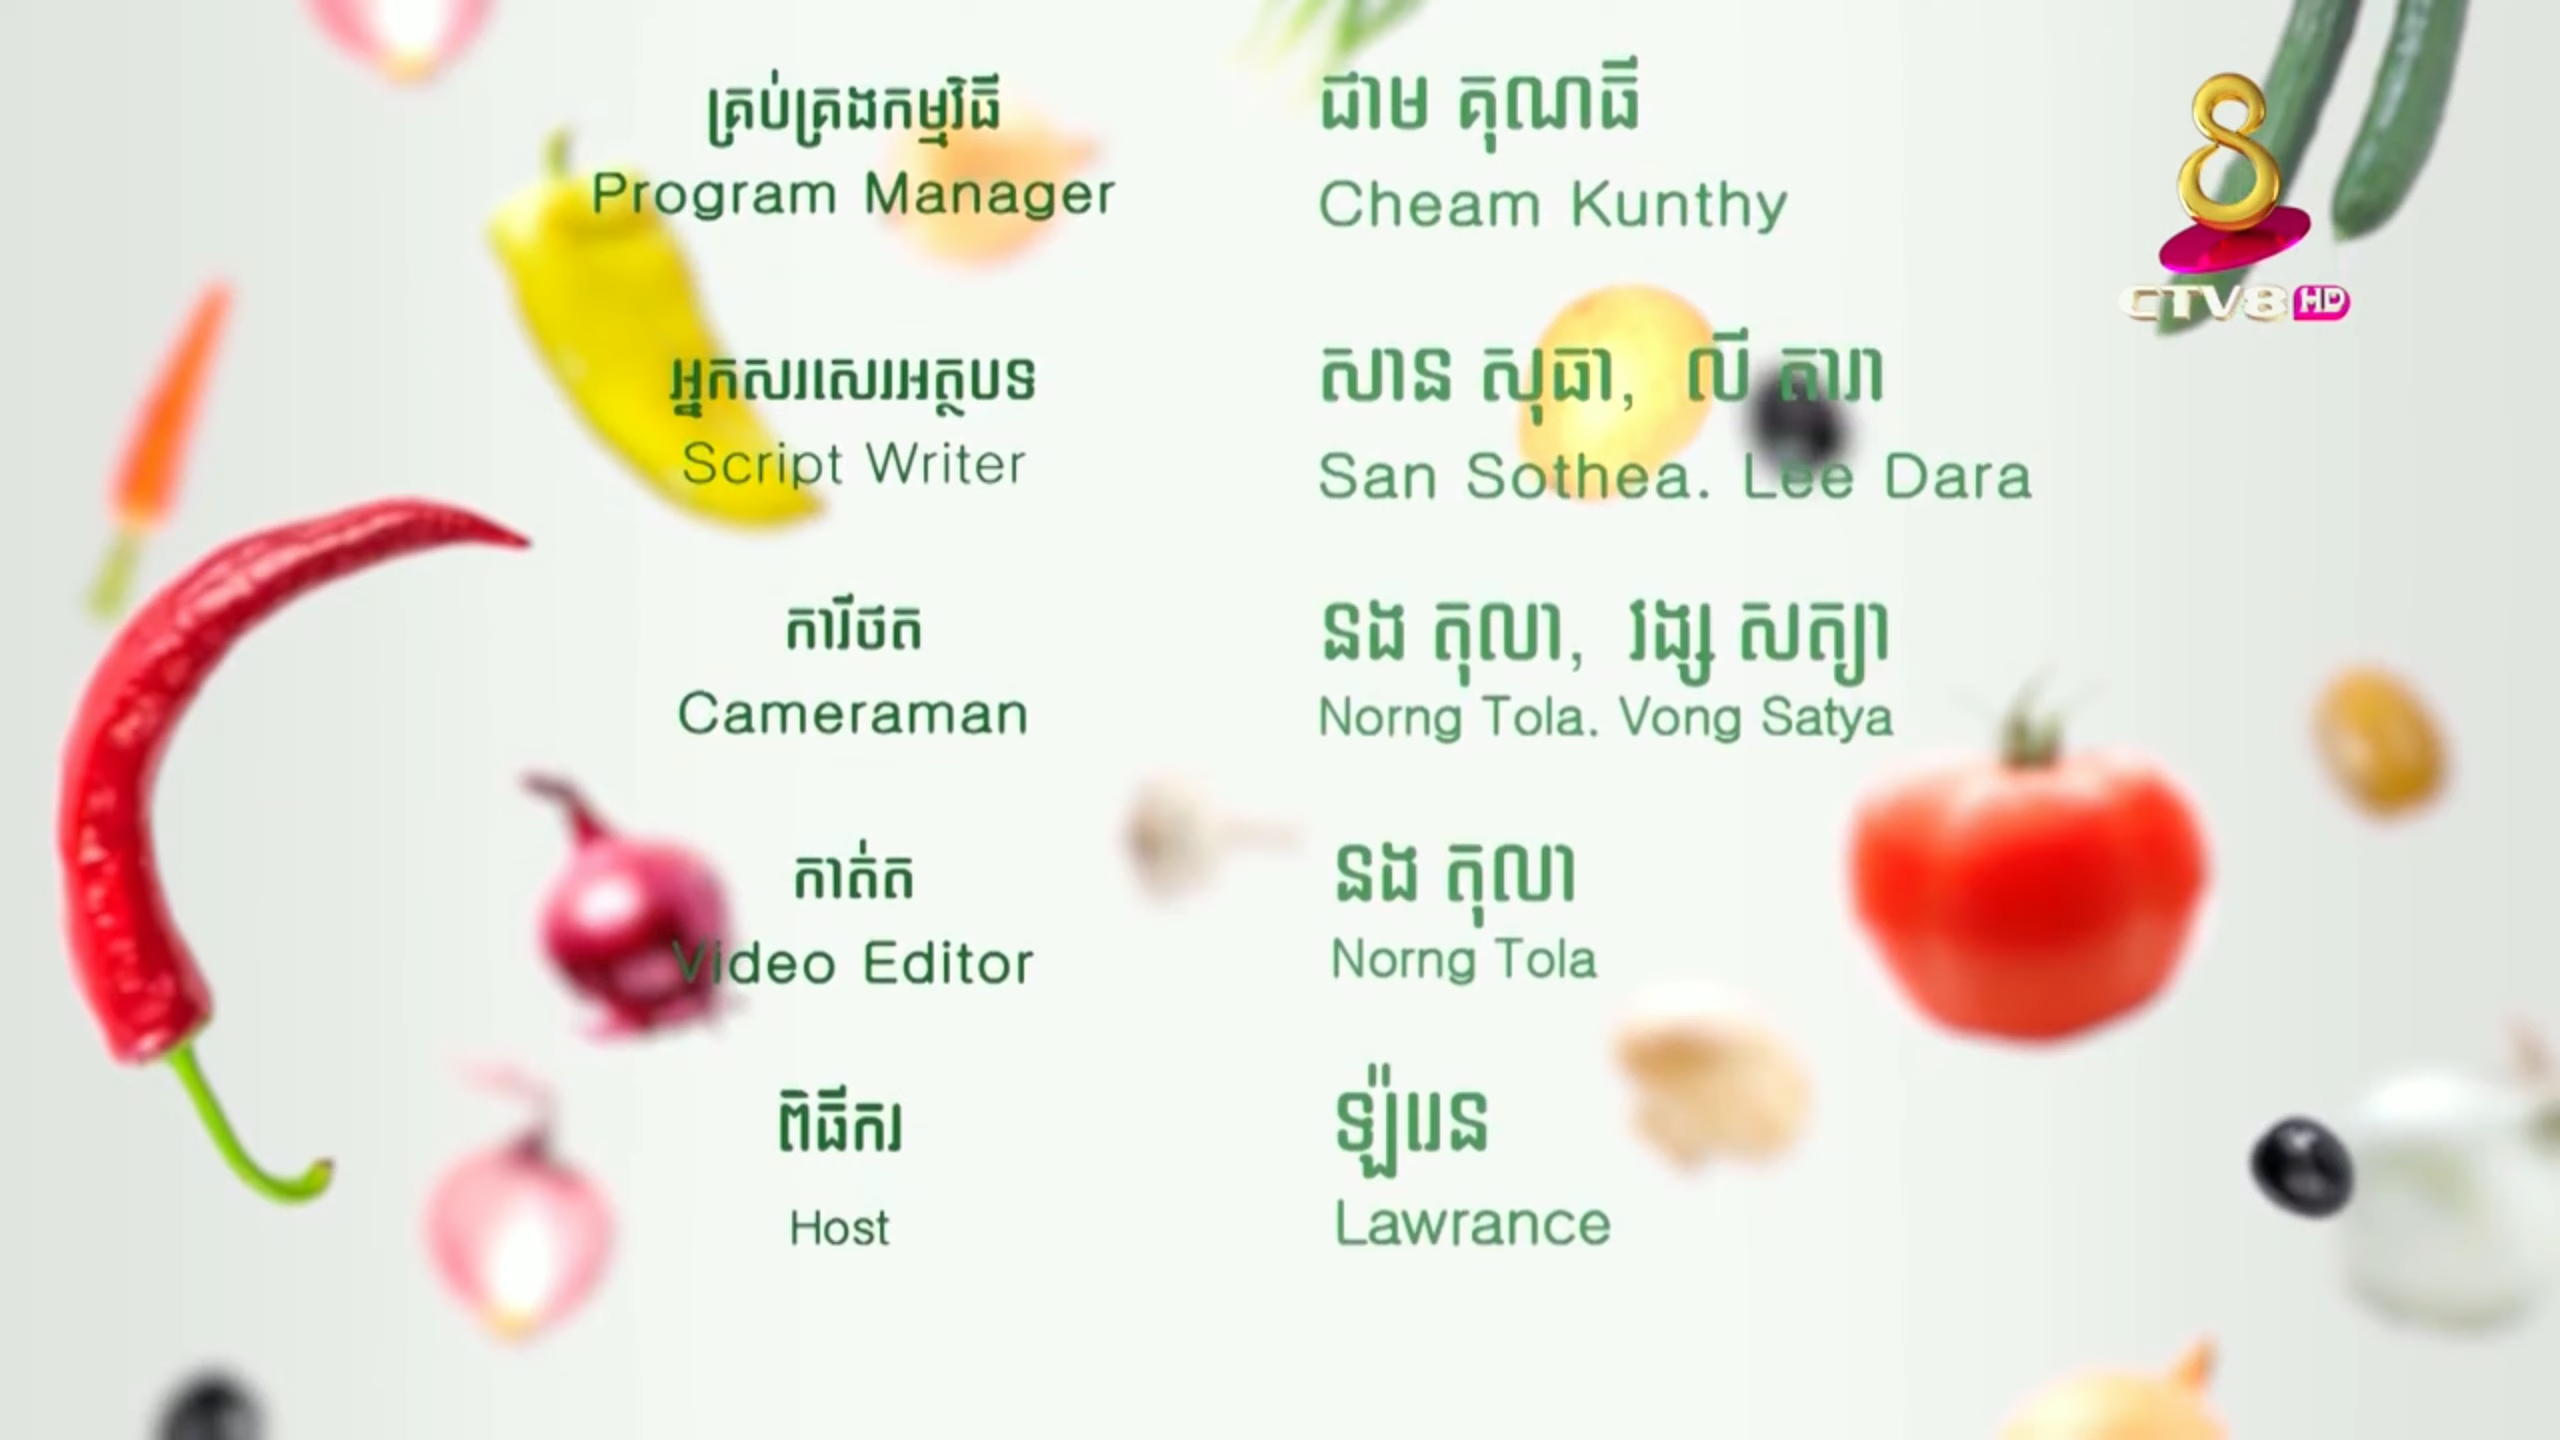 គ្រប់គ្រងកម្មវិធី
ជាម គុណធី
Program Manager
Cheam Kunthy
អ្នកសរសេរអត្ថបទ
សាន សុធា, លី តារា
Script Writer
San Sothea. Lee Dara
ការីថត
នង តុលា, វង្ស សត្យា
Cameraman
Norng Tola. Vong Satya
កាត់ត
នង តុលា
Video Editor
Norng Tola
ពិធីករ
ឡូរេន
Host
Lawrance
8
CTV8 HD